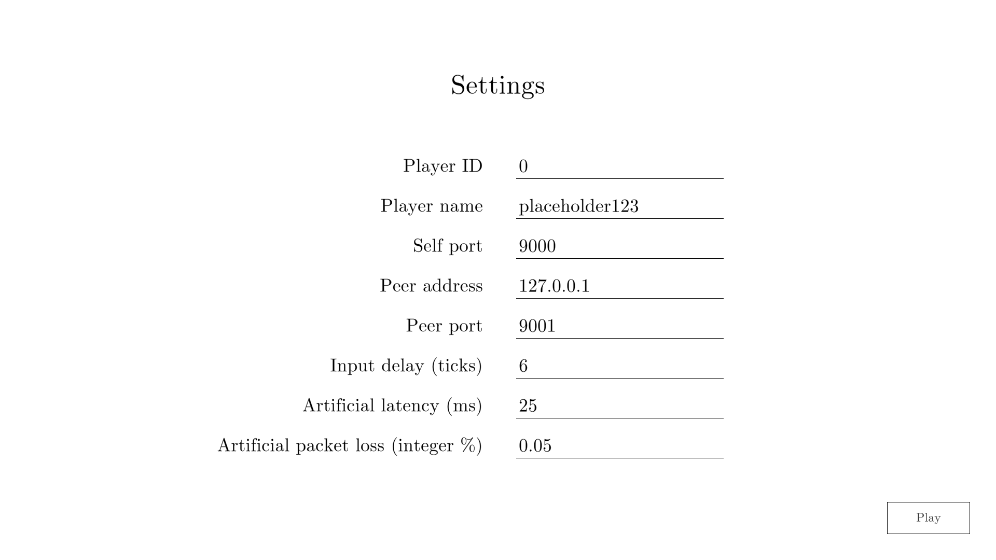 Settings
Player ID 0
Player name placeholder123
Self port 9000
Peer address 127.0.0.1
Peer port 9001
Input delay (ticks) 6
Artificial latency (ms) 25
Artificial packet loss (integer %) 0.05
Play